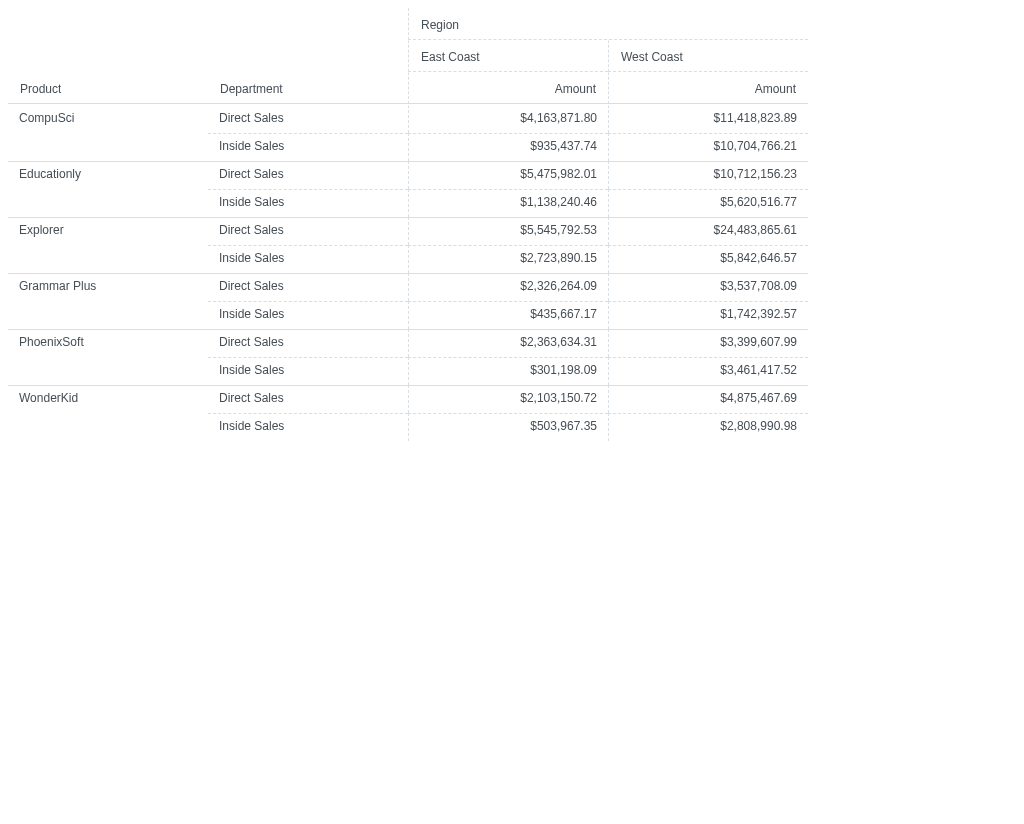 Region
East Coast West Coast
Product Department Amount Amount
CompuSci Direct Sales $4,163,871.80 $11,418,823.89
Inside Sales $935,437.74 $10,704,766.21
Educationly Direct Sales $5,475,982.01 $10,712,156.23
Inside Sales $1,138,240.46 $5,620,516.77
Explorer Direct Sales $5,545,792.53 $24,483,865.61
Inside Sales $2,723,890.15 $5,842,646.57
Grammar Plus Direct Sales $2,326,264.09 $3,537,708.09
Inside Sales $435,667.17 $1,742,392.57
PhoenixSoft Direct Sales $2,363,634.31 $3,399,607.99
Inside Sales $301,198.09 $3,461,417.52
WonderKid Direct Sales $2,103,150.72 $4,875,467.69
Inside Sales $503,967.35 $2,808,990.98